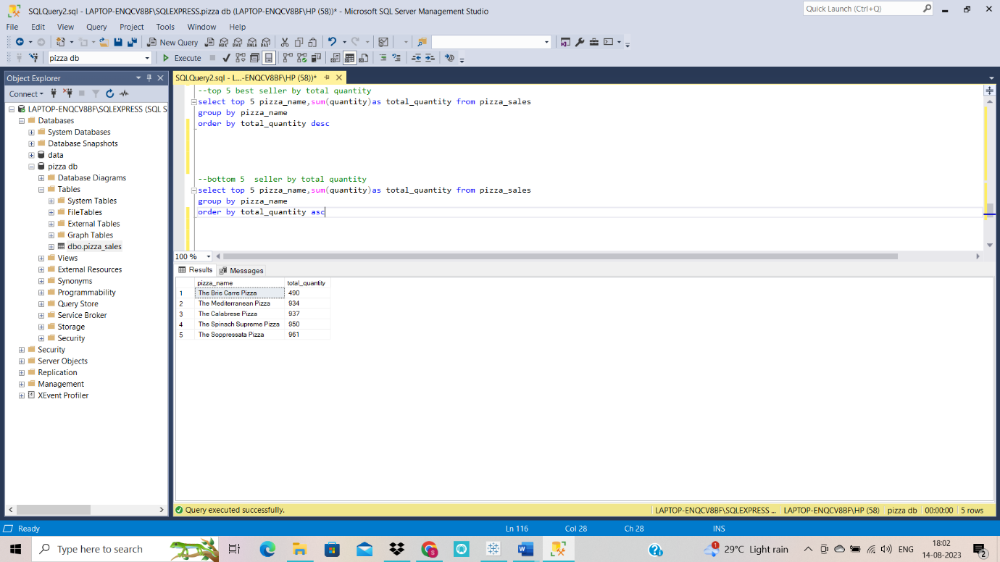 SQLQuery2.sql - LAPTOP-ENQCV8BF\SQLEXPRESS.pizza db (LAPTOP-ENQCV8BF\HP (58))* - Microsoft SQL Server Management Studio
Quick Launch (Ctrl+Q)
File Edit View Query Project Tools Window Help
New Query
pizza db
Execute
Object Explorer
SQLQuery2.sql - L...-ENQCV8BF\HP (58))*
Connect
LAPTOP-ENQCV8BF\SQLEXPRESS (SQL S
Databases
System Databases
Database Snapshots
data
pizza db
Database Diagrams
Tables
System Tables
FileTables
External Tables
Graph Tables
dbo.pizza_sales
Views
External Resources
Synonyms
Programmability
Query Store
Service Broker
Storage
Security
Security
Server Objects
Replication
Management
XEvent Profiler
--top 5 best seller by total quantity
select top 5 pizza_name,sum(quantity)as total_quantity from pizza_sales
group by pizza_name
order by total_quantity desc
--bottom 5  seller by total quantity
select top 5 pizza_name,sum(quantity)as total_quantity from pizza_sales
group by pizza_name
order by total_quantity asc
100 %
Results Messages
pizza_name total_quantity
1 The Brie Carre Pizza 490
2 The Mediterranean Pizza 934
3 The Calabrese Pizza 937
4 The Spinach Supreme Pizza 950
5 The Soppressata Pizza 961
Query executed successfully.
LAPTOP-ENQCV8BF\SQLEXPRESS ... LAPTOP-ENQCV8BF\HP (58) pizza db 00:00:00 5 rows
Ready Ln 116 Col 28 Ch 28 INS
Type here to search
29°C Light rain
ENG
18:02
14-08-2023